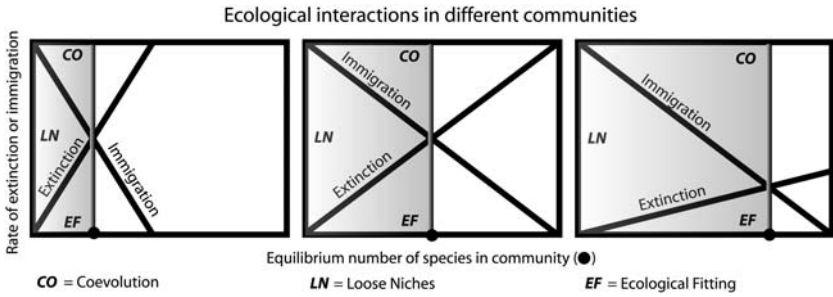 Ecological interactions in different communities
Rate of extinction or immigration
CO
LN
Extinction
Immigration
EF
CO
Immigration
LN
Extinction
EF
CO
Immigration
LN
Extinction
EF
Equilibrium number of species in community (●)
CO = Coevolution
LN = Loose Niches
EF = Ecological Fitting